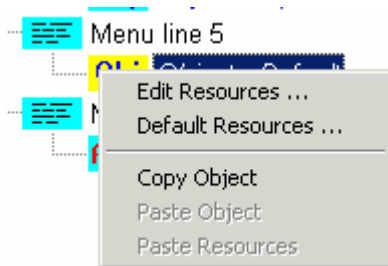 Menu line 5
Edit Resources ...
Default Resources ...
Copy Object
Paste Object
Paste Resources